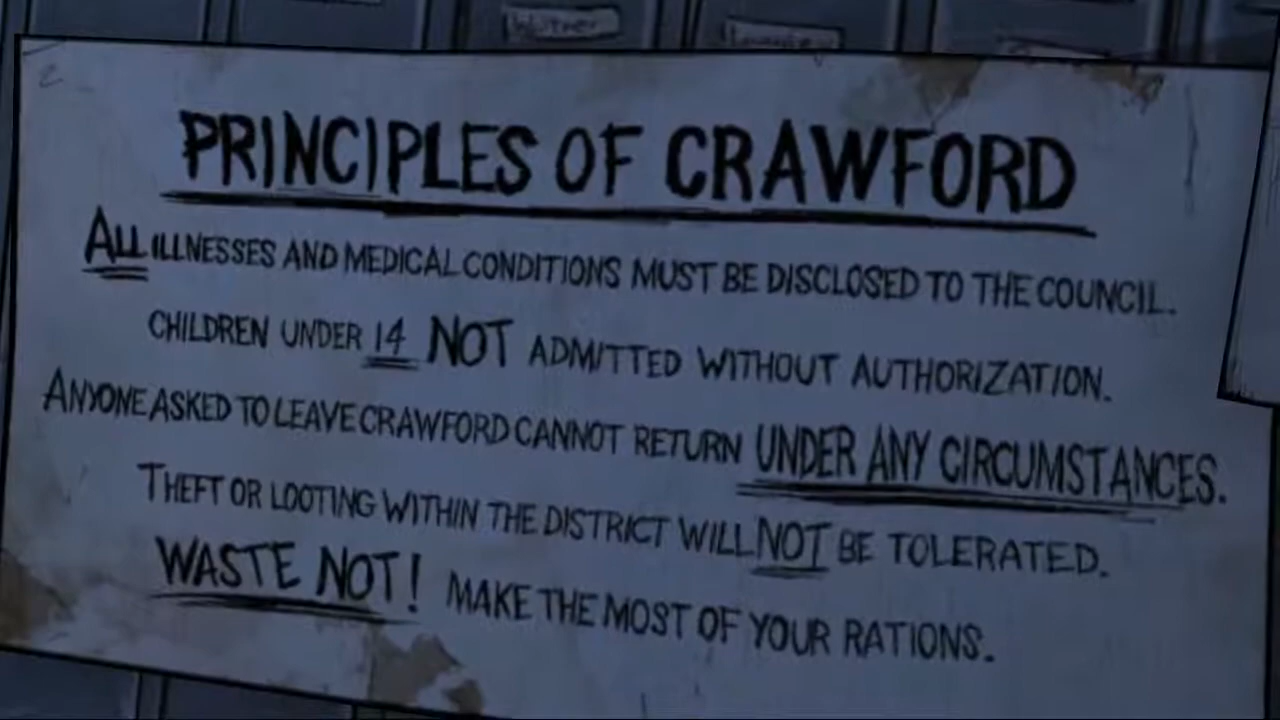 PRINCIPLES OF CRAWFORD
ALL ILLNESSES AND MEDICAL CONDITIONS MUST BE DISCLOSED TO THE COUNCIL.
CHILDREN UNDER 14 NOT ADMITTED WITHOUT AUTHORIZATION.
ANYONE ASKED TO LEAVE CRAWFORD CANNOT RETURN UNDER ANY CIRCUMSTANCES.
THEFT OR LOOTING WITHIN THE DISTRICT WILL NOT BE TOLERATED.
WASTE NOT! MAKE THE MOST OF YOUR RATIONS.